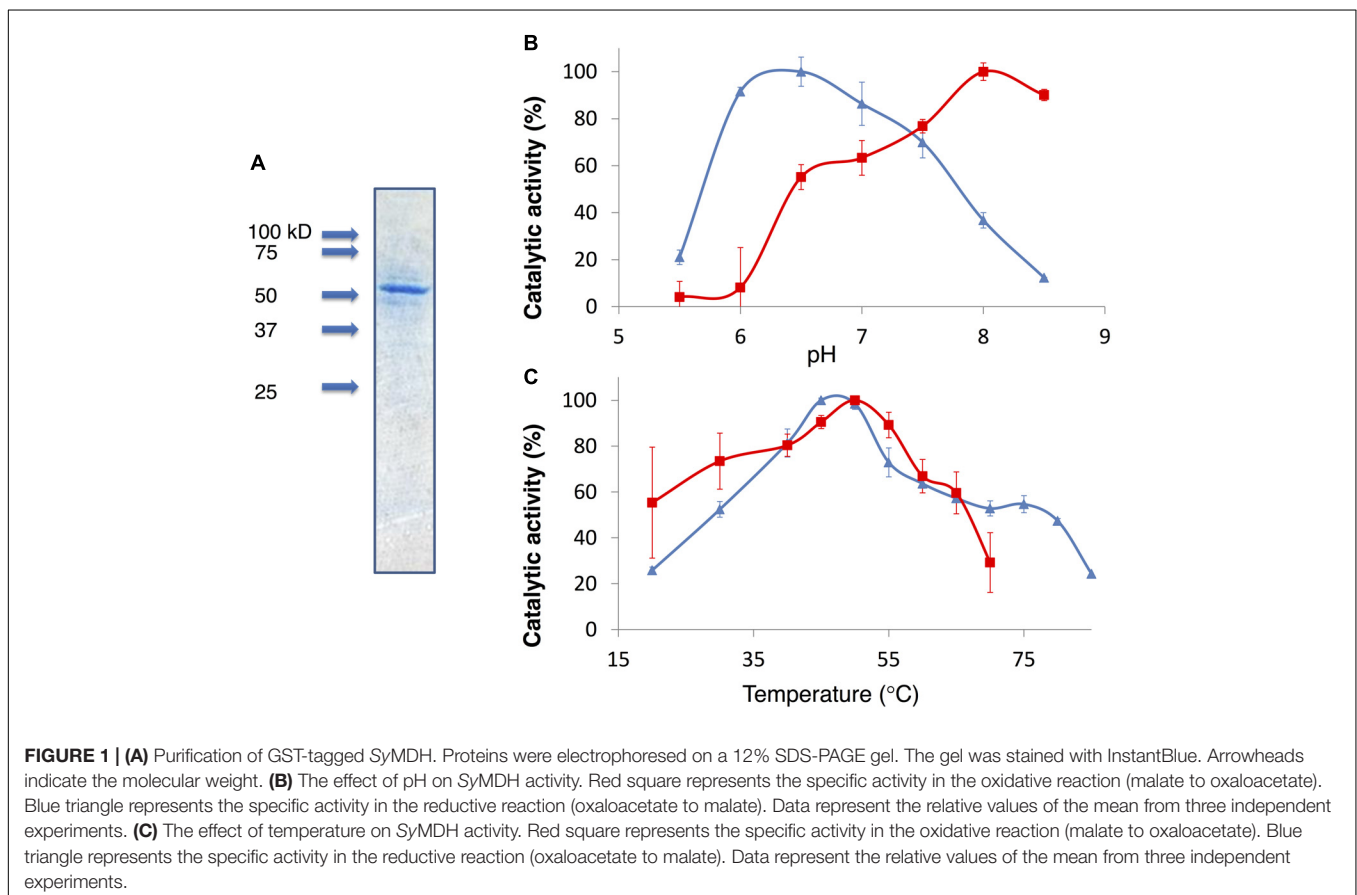 A
100 kD
75
50
37
25
B
Catalytic activity (%)
100
80
60
40
20
0
5
6
7
8
9
pH
C
Catalytic activity (%)
100
80
60
40
20
0
15
35
55
75
Temperature (°C)
FIGURE 1 | (A) Purification of GST-tagged SyMDH. Proteins were electrophoresed on a 12% SDS-PAGE gel. The gel was stained with InstantBlue. Arrowheads
indicate the molecular weight. (B) The effect of pH on SyMDH activity. Red square represents the specific activity in the oxidative reaction (malate to oxaloacetate).
Blue triangle represents the specific activity in the reductive reaction (oxaloacetate to malate). Data represent the relative values of the mean from three independent
experiments. (C) The effect of temperature on SyMDH activity. Red square represents the specific activity in the oxidative reaction (malate to oxaloacetate). Blue
triangle represents the specific activity in the reductive reaction (oxaloacetate to malate). Data represent the relative values of the mean from three independent
experiments.